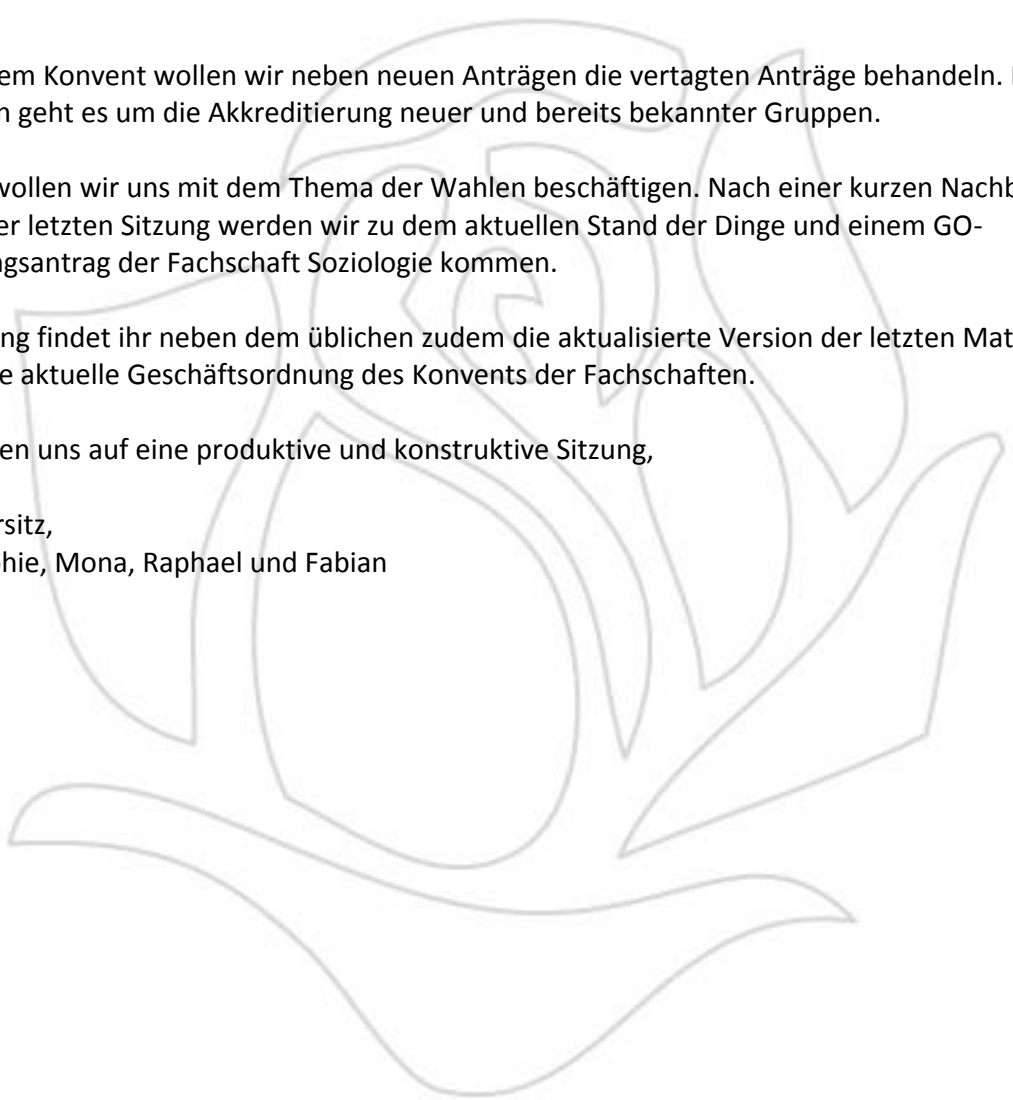 em Konvent wollen wir neben neuen Anträgen die vertagten Anträge behandeln.
n geht es um die Akkreditierung neuer und bereits bekannter Gruppen.
wollen wir uns mit dem Thema der Wahlen beschäftigen. Nach einer kurzen Nachb
er letzten Sitzung werden wir zu dem aktuellen Stand der Dinge und einem GO-
ngsantrag der Fachschaft Soziologie kommen.
ng findet ihr neben dem üblichen zudem die aktualisierte Version der letzten Mat
e aktuelle Geschäftsordnung des Konvents der Fachschaften.
en uns auf eine produktive und konstruktive Sitzung,
rsitz,
hie, Mona, Raphael und Fabian